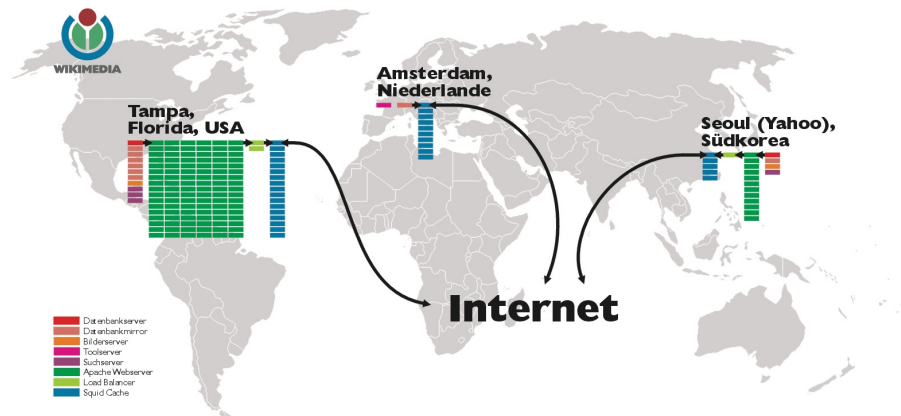 WIKIMEDIA
Tampa,
Florida, USA
Amsterdam,
Niederlande
Seoul (Yahoo),
Südkorea
Internet
Datenbankserver
Datenbankmirror
Bilderserver
Toolserver
Suchserver
Apache Webserver
Load Balancer
Squid Cache